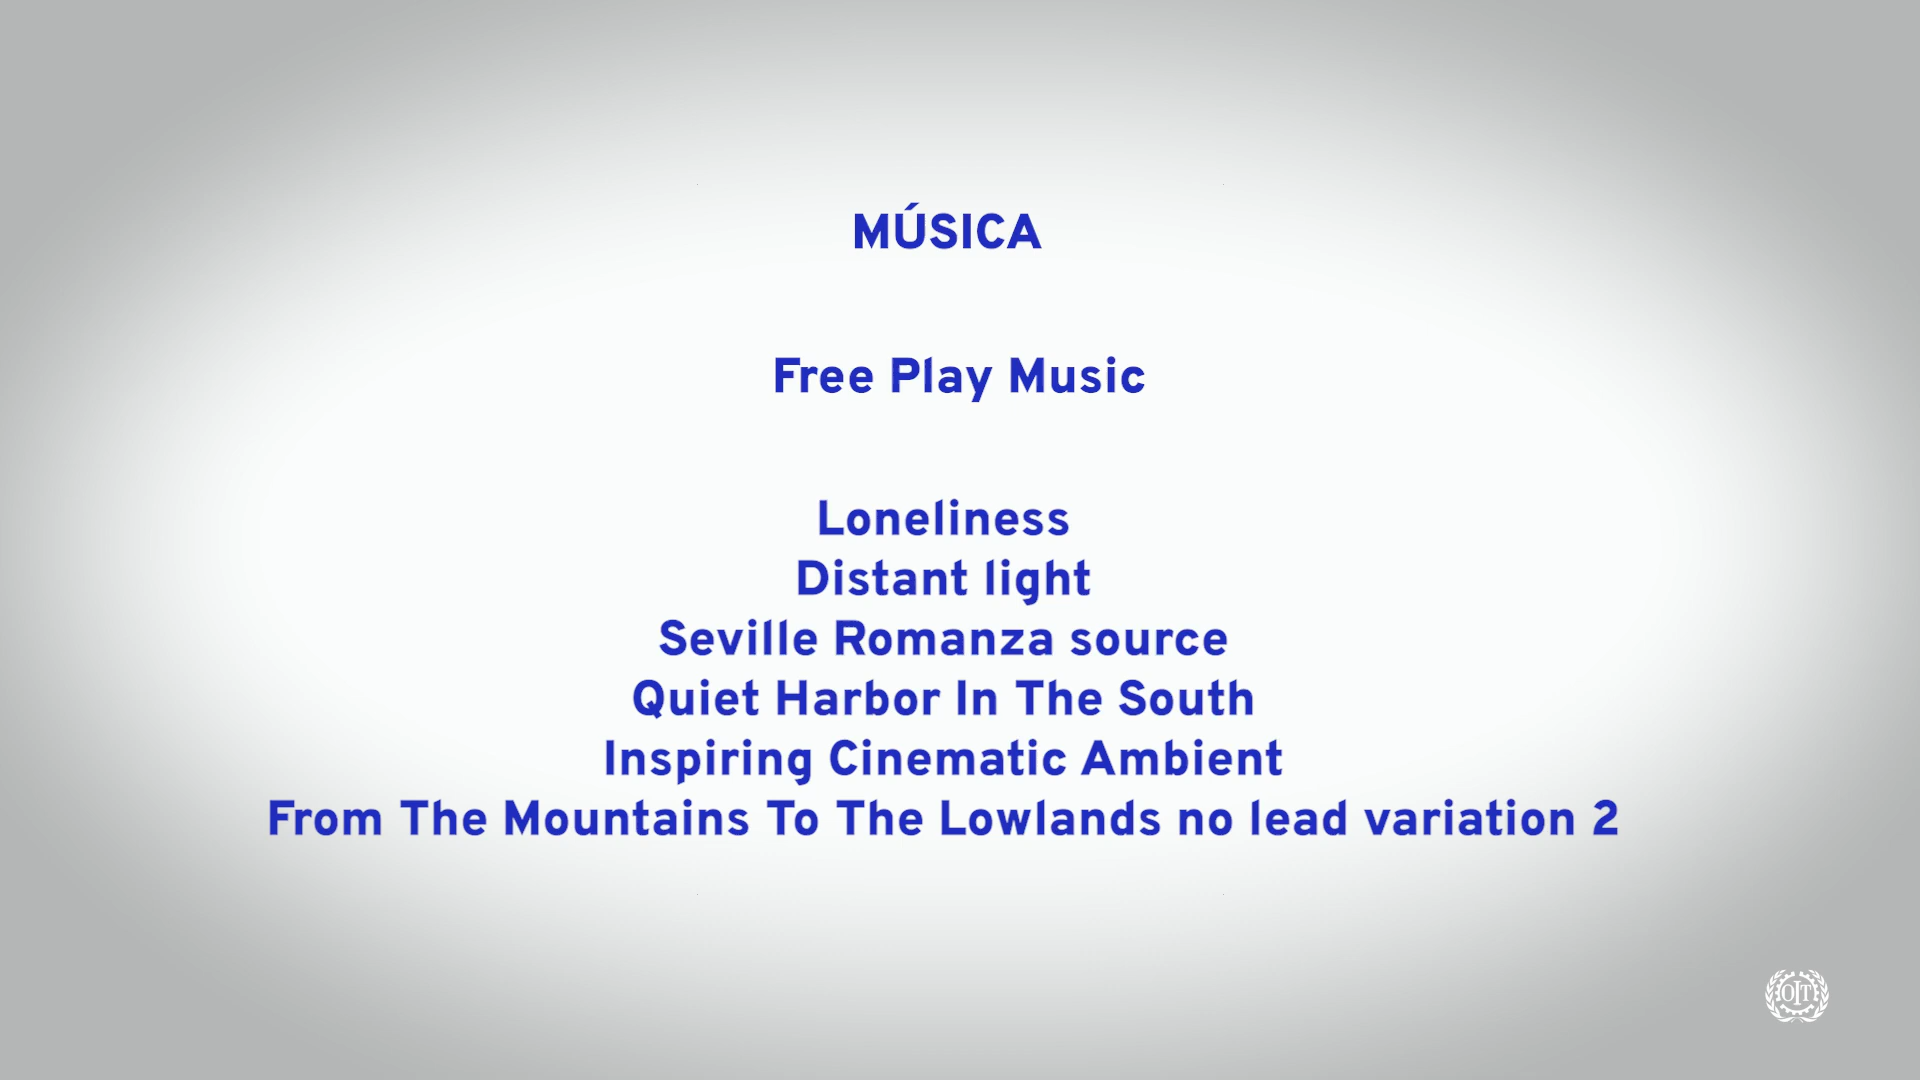 MÚSICA
Free Play Music
Loneliness
Distant light
Seville Romanza source
Quiet Harbor In The South
Inspiring Cinematic Ambient
From The Mountains To The Lowlands no lead variation 2
OIT